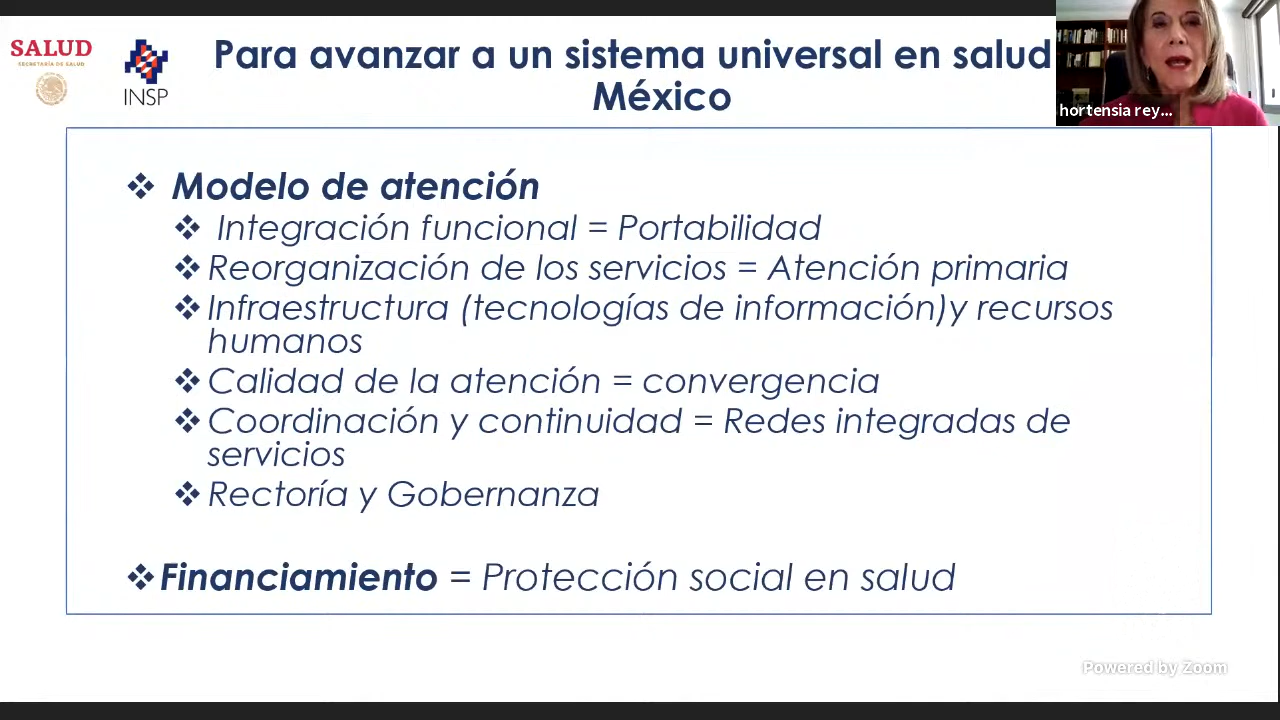 SALUD
SECRETARÍA DE SALUD
INSP
Para avanzar a un sistema universal en salud
México
hortensia rey...
❖ Modelo de atención
❖ Integración funcional = Portabilidad
❖ Reorganización de los servicios = Atención primaria
❖ Infraestructura (tecnologías de información)y recursos
humanos
❖ Calidad de la atención = convergencia
❖ Coordinación y continuidad = Redes integradas de
servicios
❖ Rectoría y Gobernanza
❖ Financiamiento = Protección social en salud
Powered by Zoom